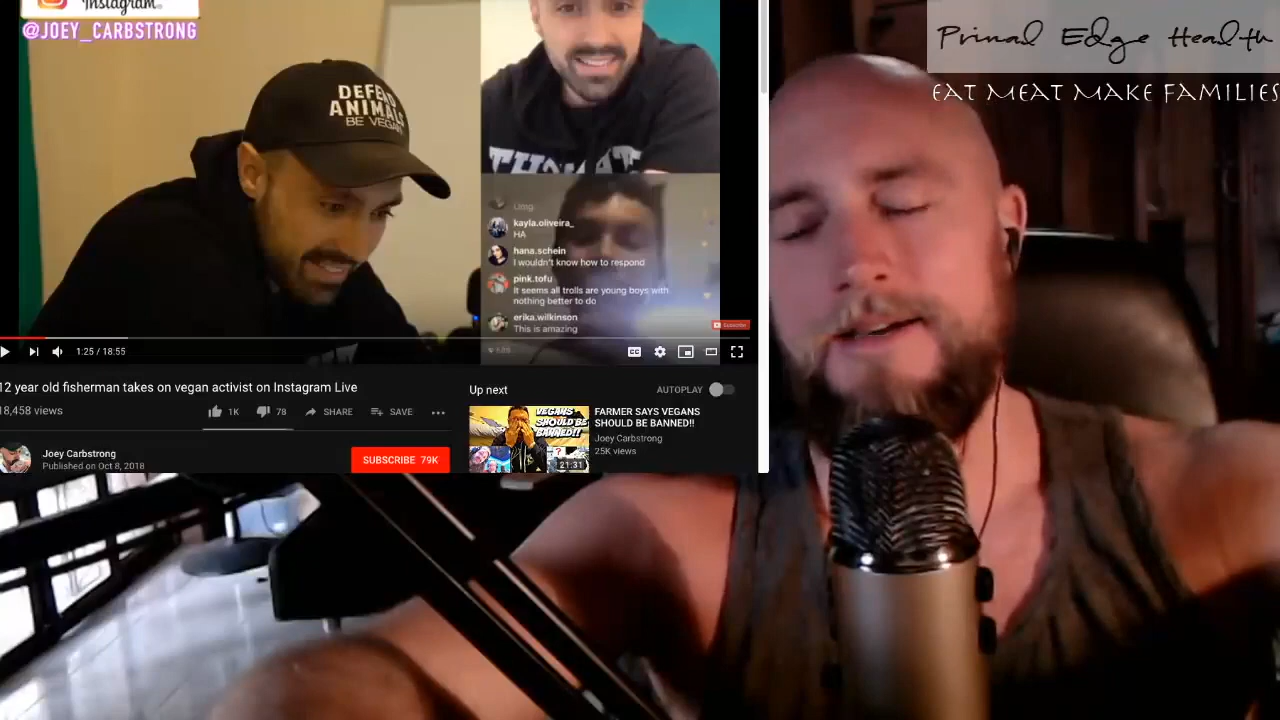 Instagram
@JOEY_CARBSTRONG
DEFEND
ANIMALS
BE VEGAN
Omg
kayla.oliveira_
HA
hana.schein
I wouldn't know how to respond
pink.tofu
It seems all trolls are young boys with
nothing better to do
erika.wilkinson
This is amazing
Subscribe
1:25 / 18:55
CC
12 year old fisherman takes on vegan activist on Instagram Live
18,458 views
1K
78
SHARE
SAVE
Joey Carbstrong
Published on Oct 8, 2018
SUBSCRIBE 79K
Up next
AUTOPLAY
VEGANS
SHOULD BE
BANNED!!
21:31
FARMER SAYS VEGANS
SHOULD BE BANNED!!
Joey Carbstrong
25K views
Primal Edge Health
EAT MEAT MAKE FAMILIES